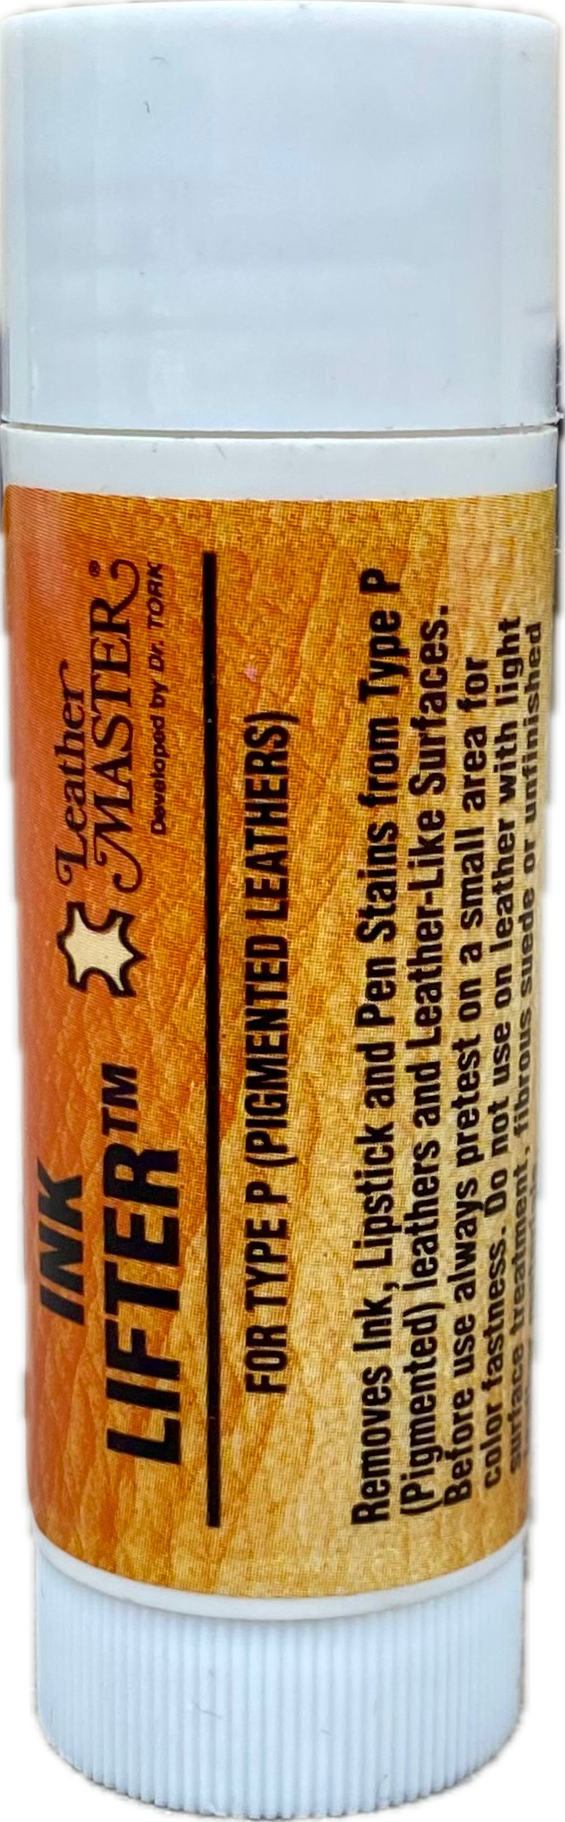 INK
LIFTER™
Leather
MASTER®
Developed by Dr. TORK
FOR TYPE P (PIGMENTED LEATHERS)
Removes Ink, Lipstick and Pen Stains from Type P
(Pigmented) leathers and Leather-Like Surfaces.
Before use always pretest on a small area for
color fastness. Do not use on leather with light
surface treatment, fibrous suede or unfinished